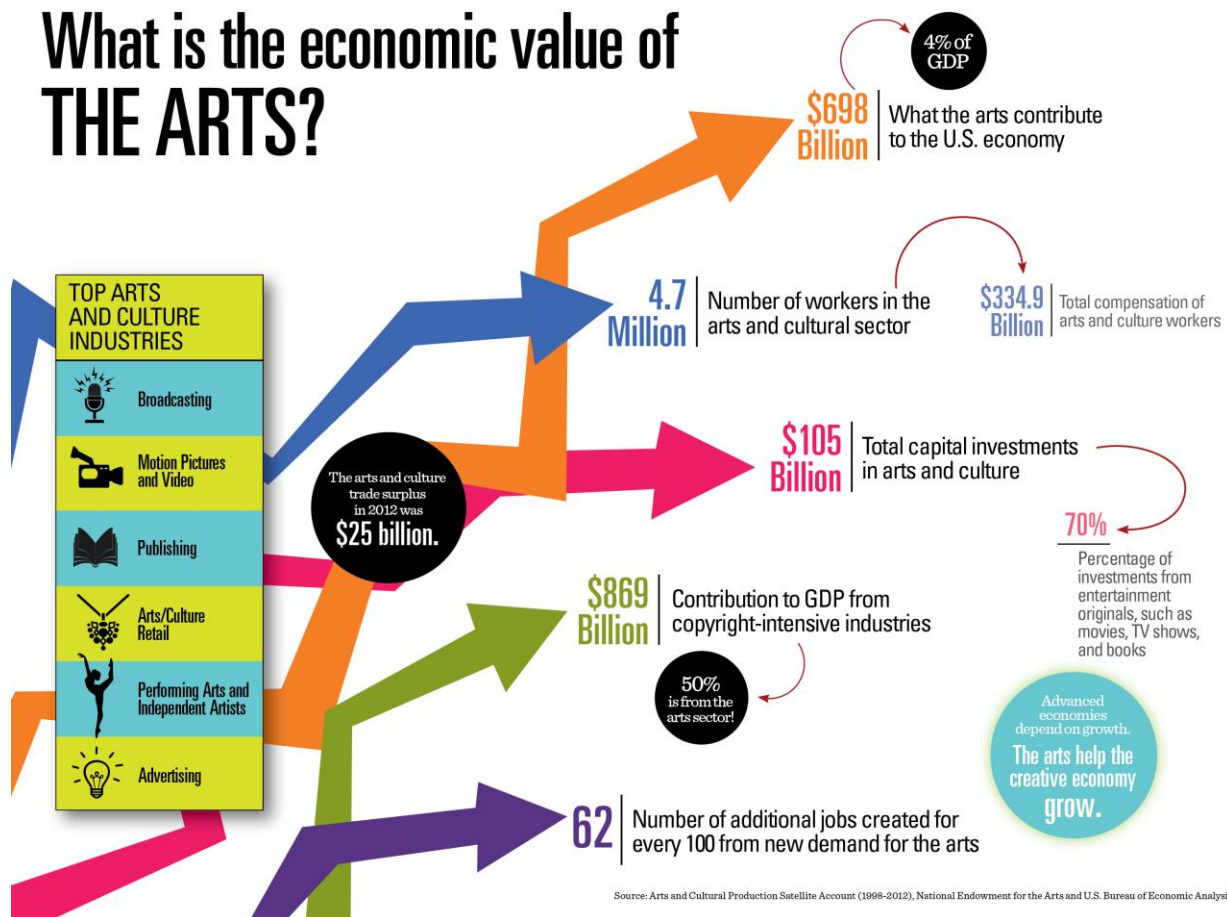 What is the economic value of
THE ARTS?
4% of
GDP
$698
Billion
What the arts contribute
to the U.S. economy
4.7
Million
Number of workers in the
arts and cultural sector
$334.9
Billion
Total compensation of
arts and culture workers
TOP ARTS
AND CULTURE
INDUSTRIES
Broadcasting
Motion Pictures
and Video
Publishing
Arts/Culture
Retail
Performing Arts and
Independent Artists
Advertising
The arts and culture
trade surplus
in 2012 was
$25 billion.
$105
Billion
Total capital investments
in arts and culture
70%
Percentage of
investments from
entertainment
originals, such as
movies, TV shows,
and books
$869
Billion
Contribution to GDP from
copyright-intensive industries
50%
is from the
arts sector!
Advanced
economies
depend on growth.
The arts help the
creative economy
grow.
62
Number of additional jobs created for
every 100 from new demand for the arts
Source: Arts and Cultural Production Satellite Account (1998-2012), National Endowment for the Arts and U.S. Bureau of Economic Analysi